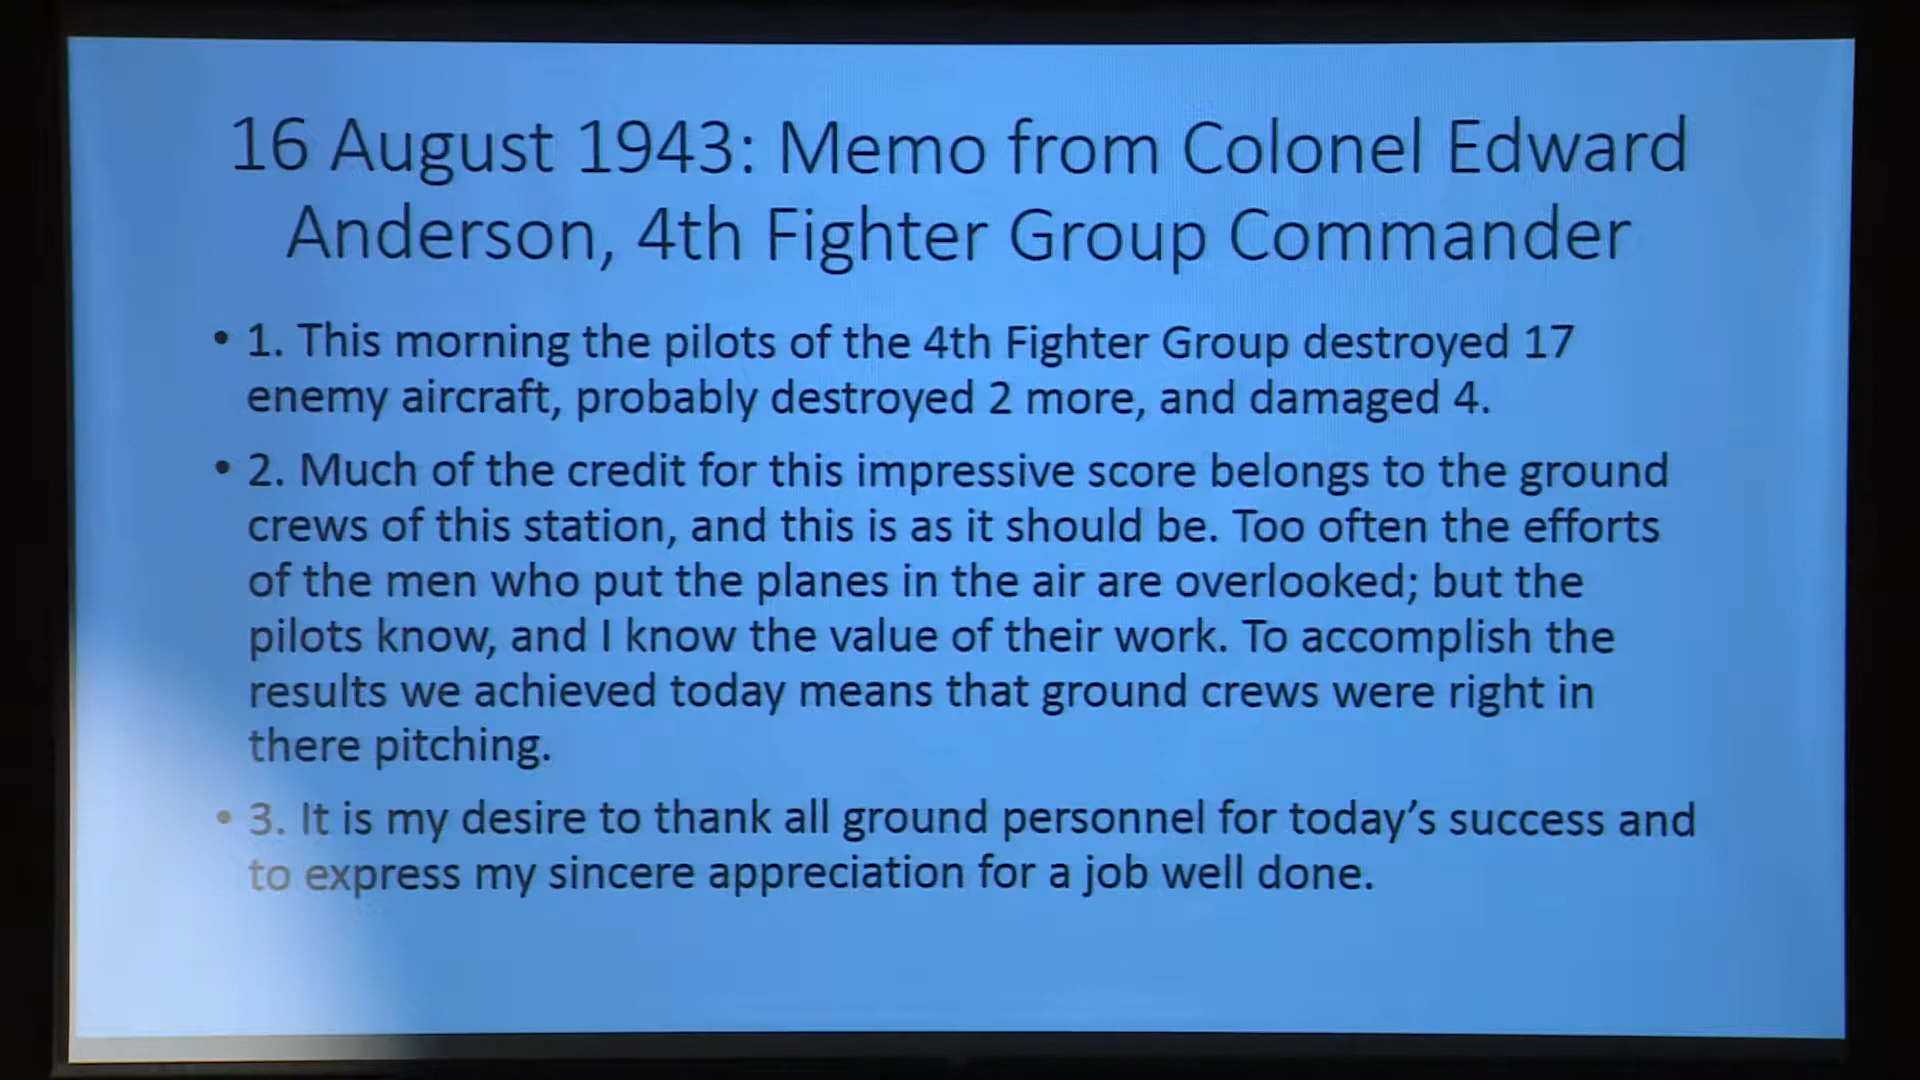 16 August 1943: Memo from Colonel Edward
Anderson, 4th Fighter Group Commander
• 1. This morning the pilots of the 4th Fighter Group destroyed 17
enemy aircraft, probably destroyed 2 more, and damaged 4.
• 2. Much of the credit for this impressive score belongs to the ground
crews of this station, and this is as it should be. Too often the efforts
of the men who put the planes in the air are overlooked; but the
pilots know, and I know the value of their work. To accomplish the
results we achieved today means that ground crews were right in
there pitching.
• 3. It is my desire to thank all ground personnel for today’s success and
to express my sincere appreciation for a job well done.